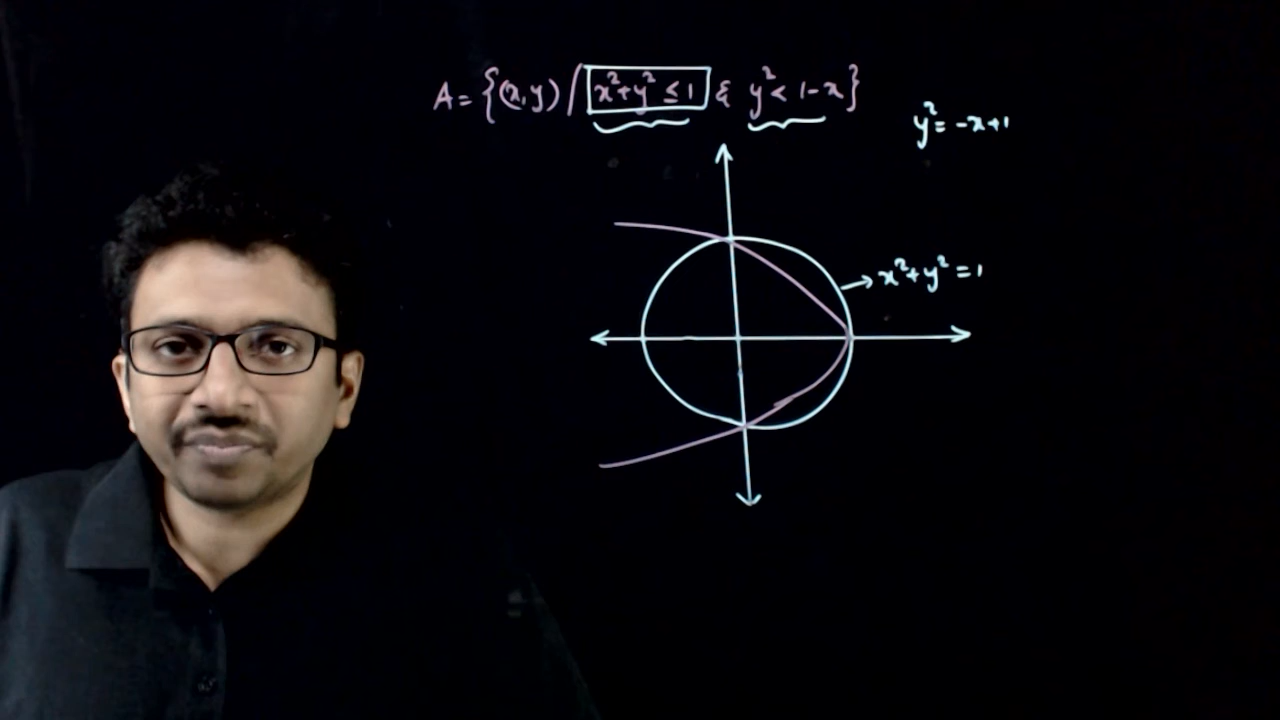 A = {(x,y) / x²+y² ≤ 1 & y² < 1-x}
y² = -x+1
x²+y² = 1